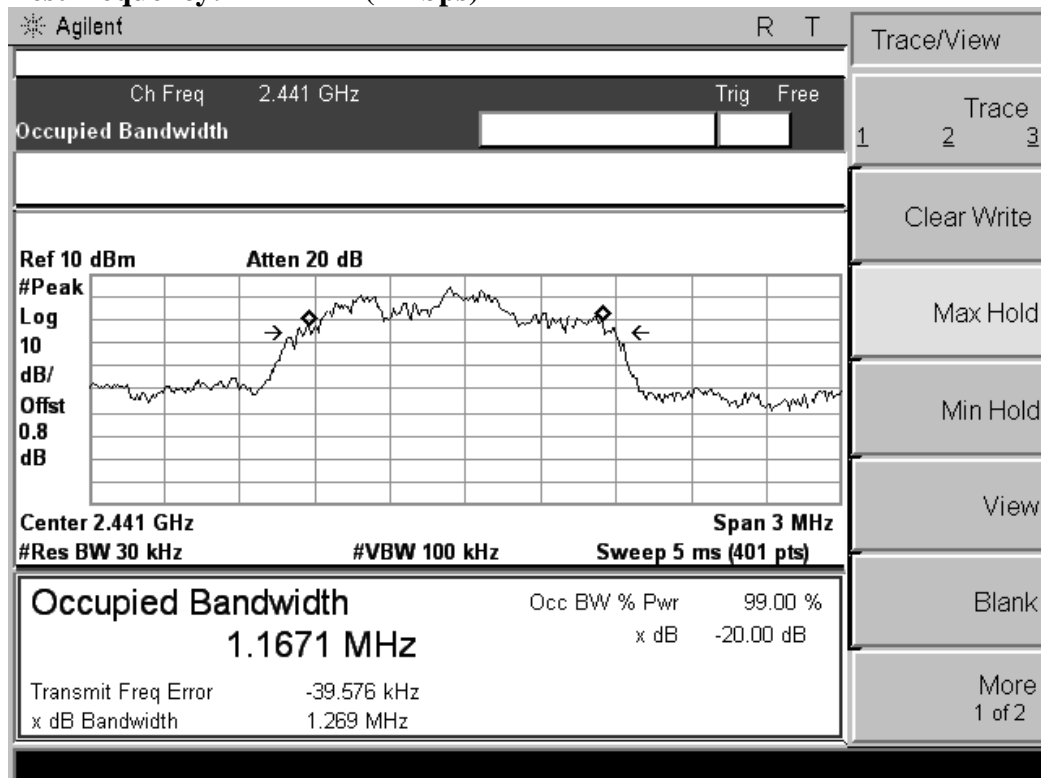 Agilent R T
Trace/View
Ch Freq 2.441 GHz Trig Free
Occupied Bandwidth
Trace
1 2 3
Clear Write
Ref 10 dBm Atten 20 dB
#Peak
Log
10
dB/
Offst
0.8
dB
Max Hold
Min Hold
View
Center 2.441 GHz Span 3 MHz
#Res BW 30 kHz #VBW 100 kHz Sweep 5 ms (401 pts)
Occupied Bandwidth Occ BW % Pwr 99.00 %
1.1671 MHz x dB -20.00 dB
Blank
Transmit Freq Error -39.576 kHz
x dB Bandwidth 1.269 MHz
More
1 of 2